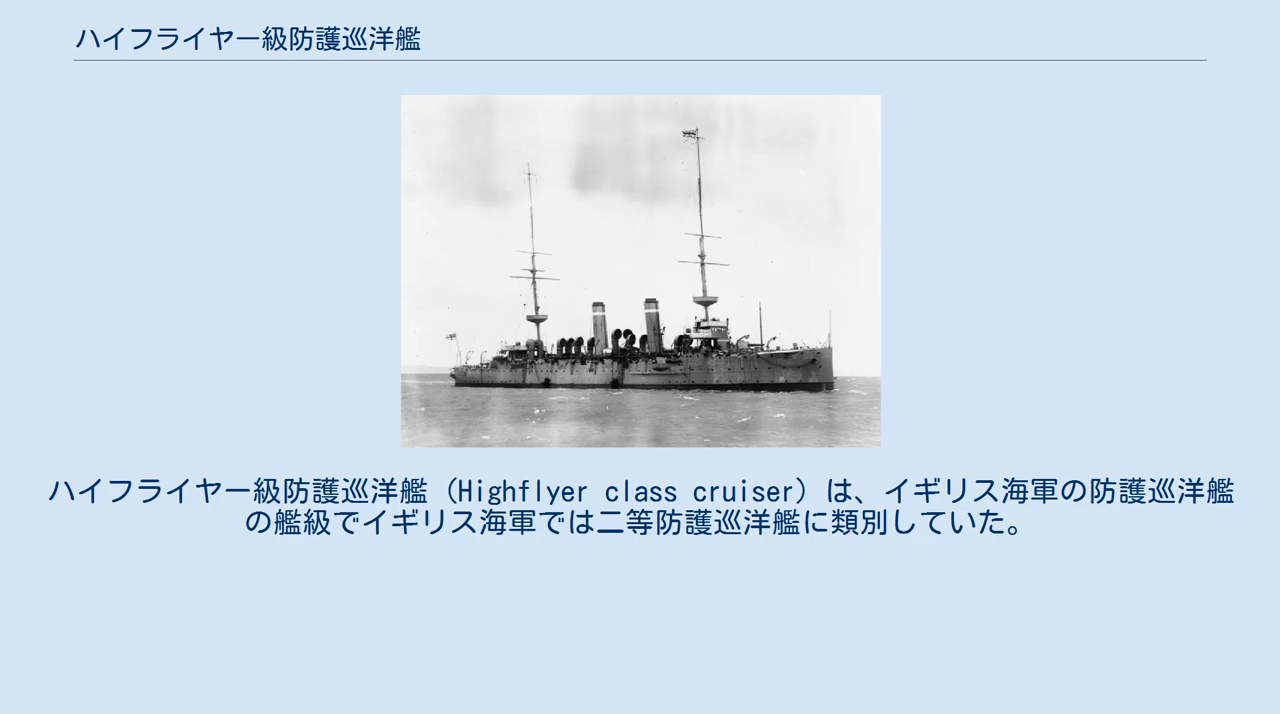 ハイフライヤー級防護巡洋艦
ハイフライヤー級防護巡洋艦（Highflyer class cruiser）は、イギリス海軍の防護巡洋艦
の艦級でイギリス海軍では二等防護巡洋艦に類別していた。